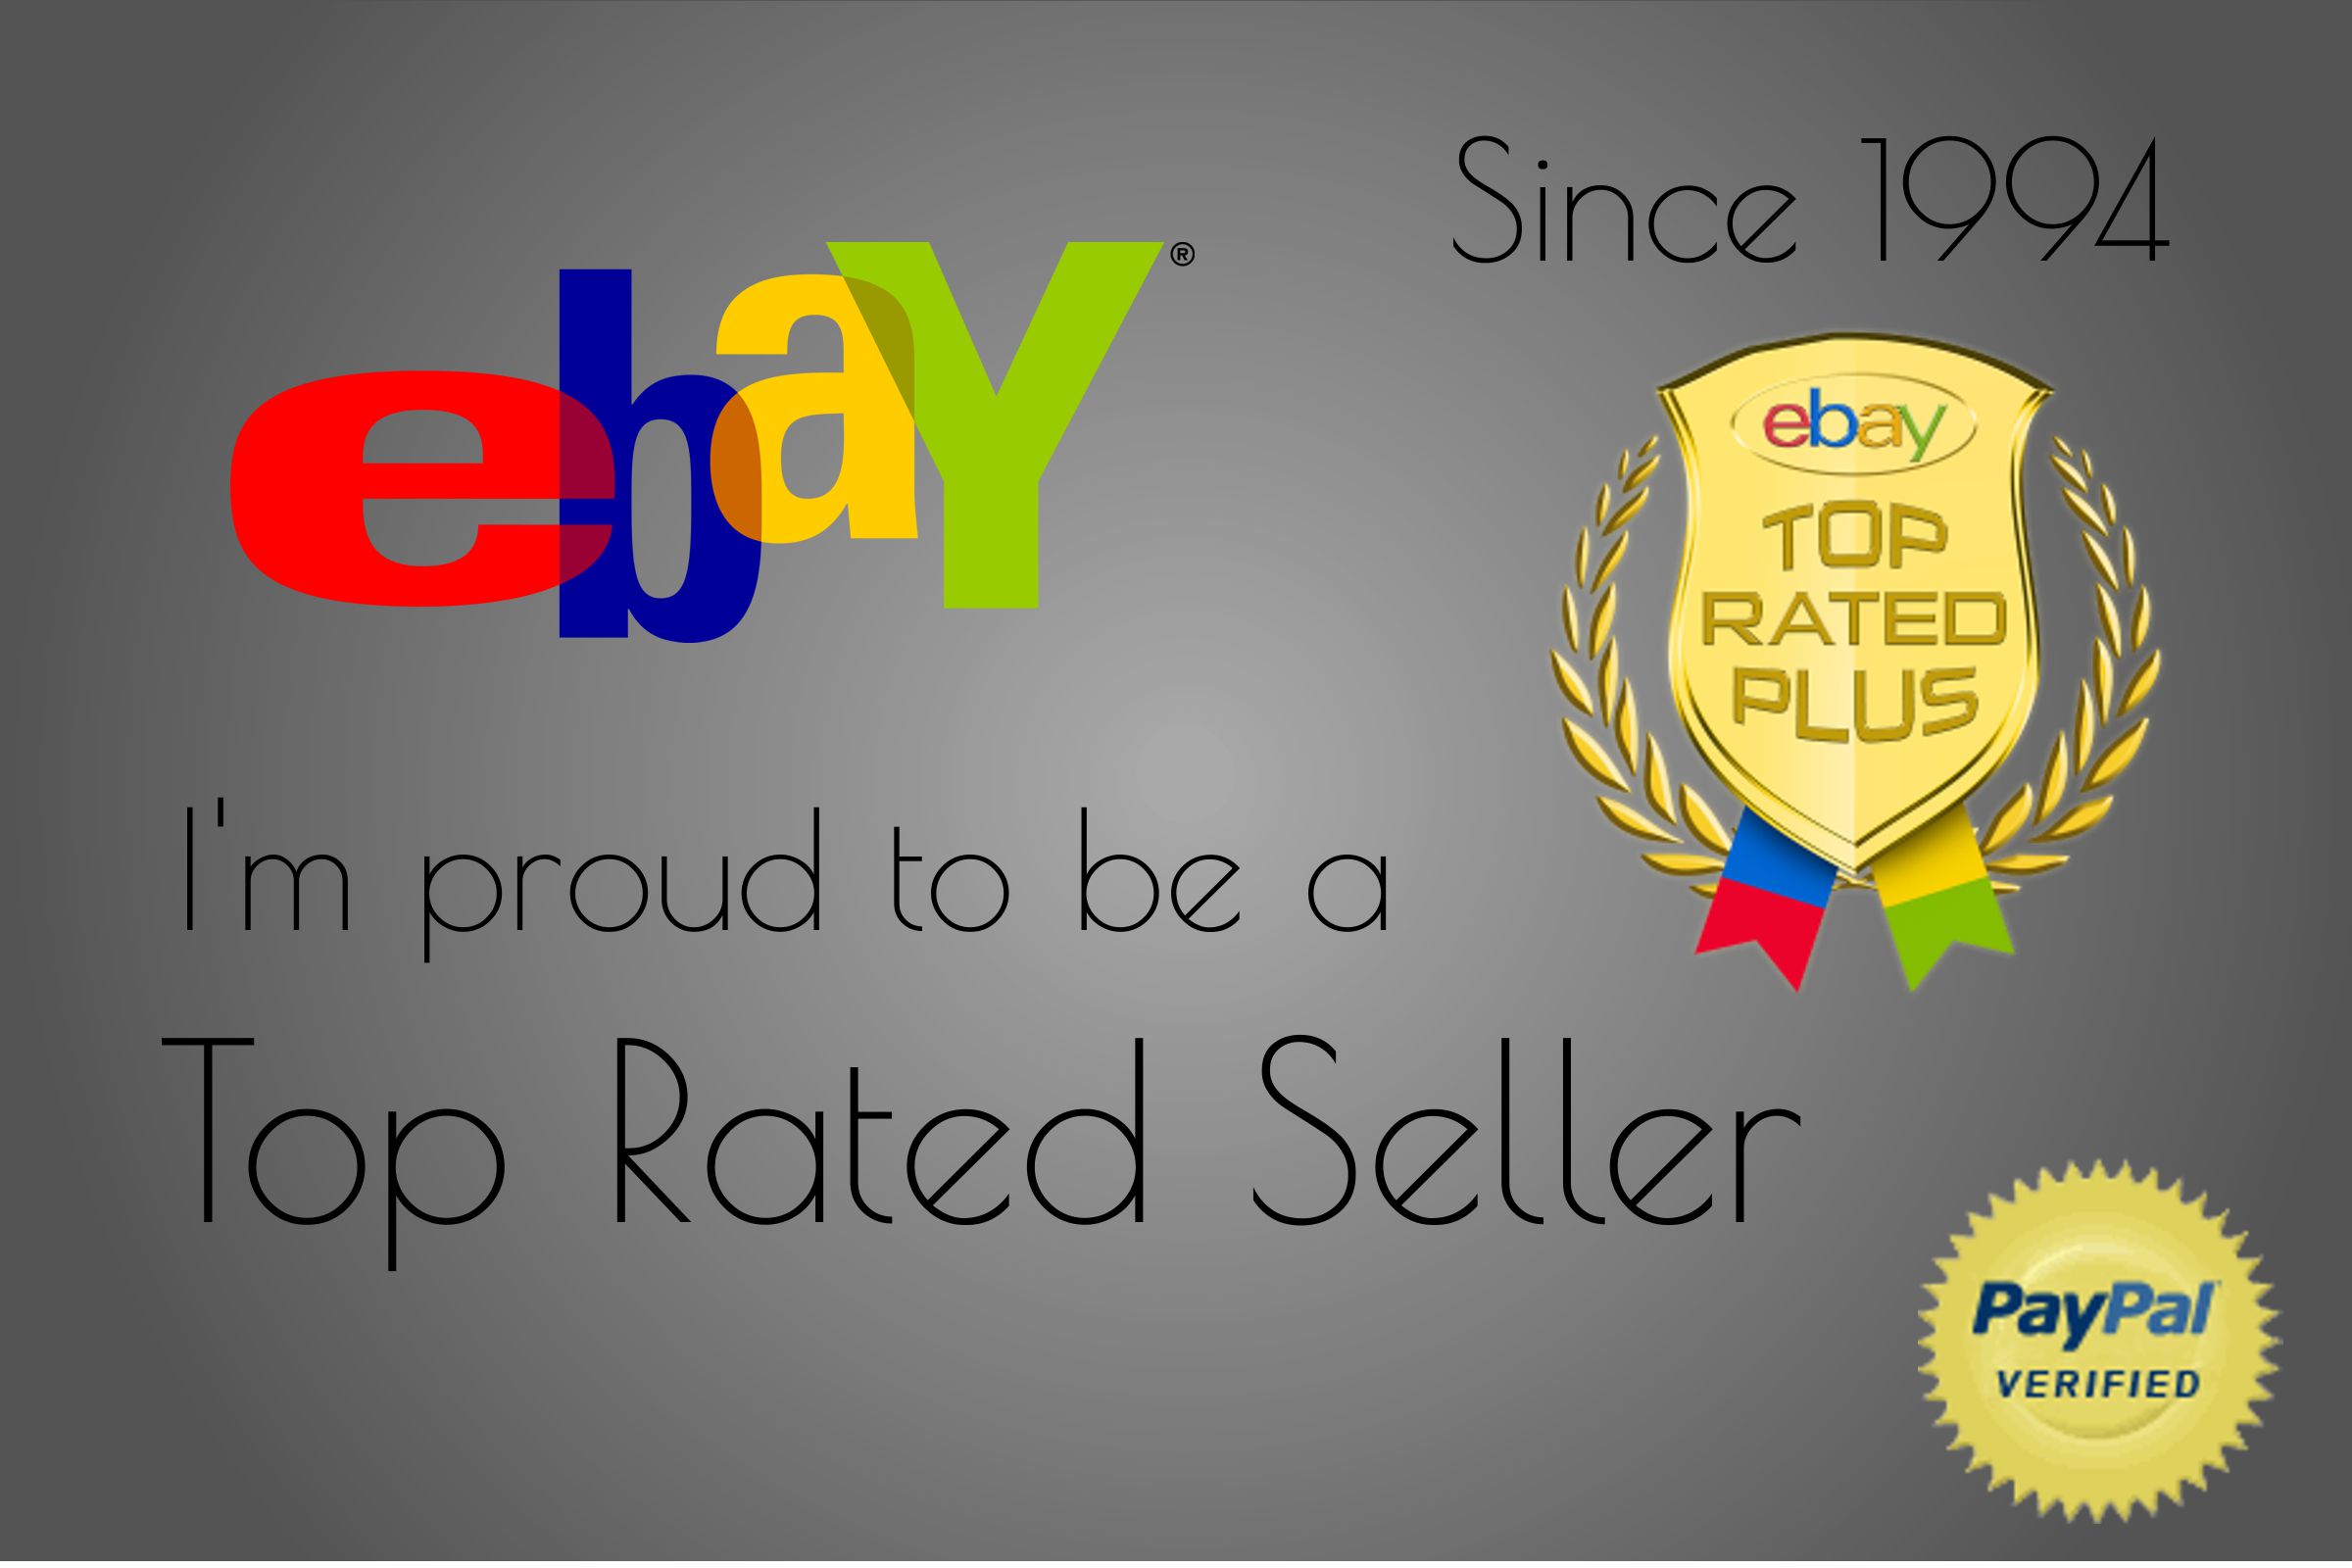 Since 1994
ebaY®
ebay
TOP
RATED
PLUS
I'm proud to be a
Top Rated Seller
PayPal
VERIFIED